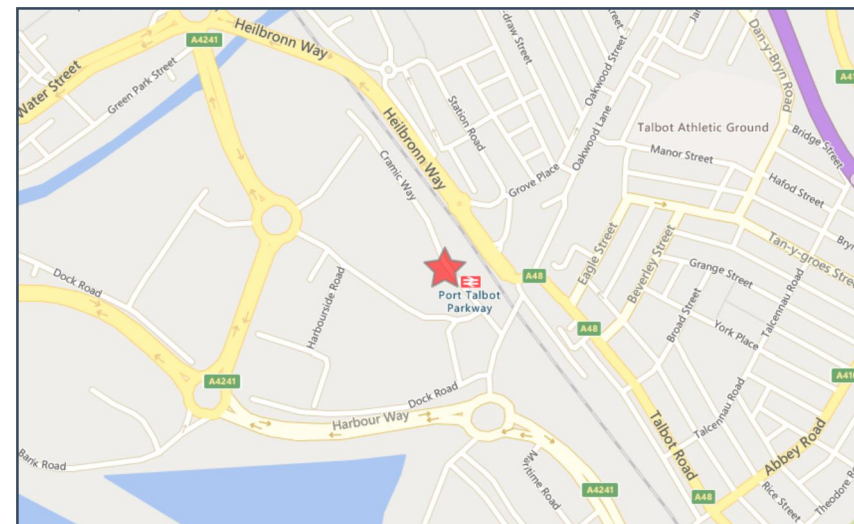 A4241
Heilbronn Way
Water Street
Green Park Street
Station Road
Oakwood Street
Oakwood Lane
Dan-y-Bryn Road
Talbot Athletic Ground
Bridge Street
Manor Street
Hafod Street
Heilbronn Way
Cramic Way
Grove Place
Tan-y-groes Street
Eagle Street
Beverley Street
Grange Street
A48
Dock Road
Harbourside Road
Port Talbot
Parkway
A48
Broad Street
York Place
Talcennau Road
A4241
Dock Road
Harbour Way
Talbot Road
Talcennau Road
Abbey Road
Bank Road
A4241
A48
Rice Street